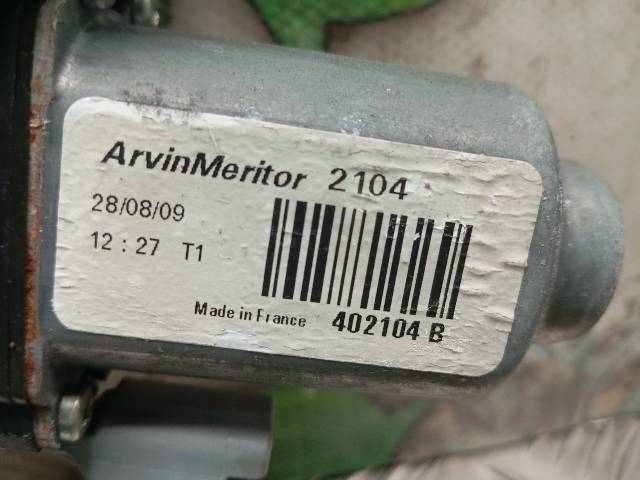 ArvinMeritor 2104
28/08/09
12 : 27 T1
Made in France 402104 B